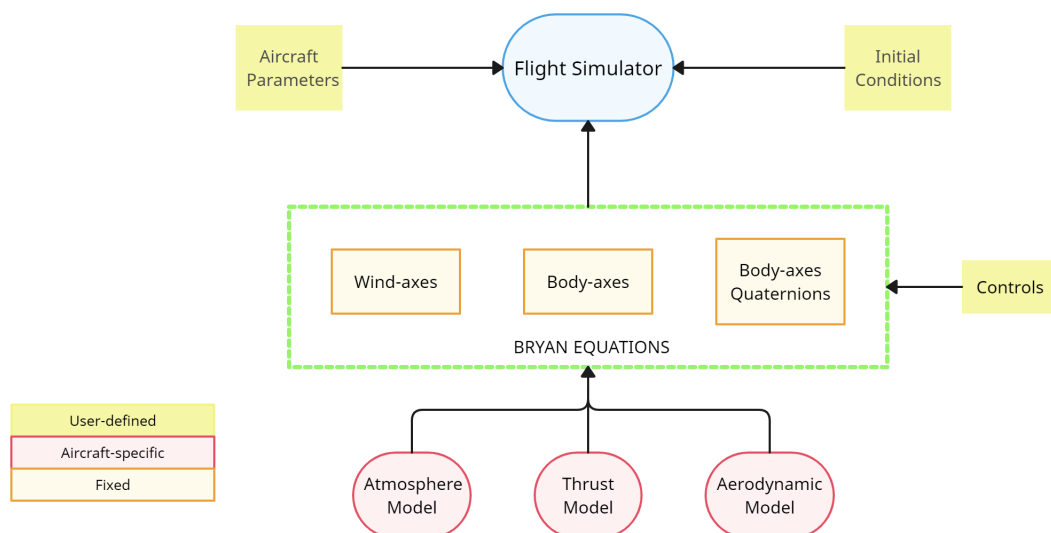 Aircraft
Parameters
Flight Simulator
Initial
Conditions
Wind-axes
Body-axes
Body-axes
Quaternions
BRYAN EQUATIONS
Controls
User-defined
Aircraft-specific
Fixed
Atmosphere
Model
Thrust
Model
Aerodynamic
Model